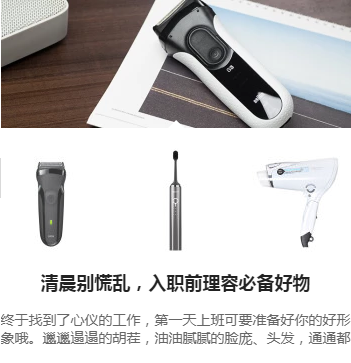 清晨别慌乱，入职前理容必备好物
终于找到了心仪的工作，第一天上班可要准备好你的好形
象哦。邋邋遢遢的胡茬，油油腻腻的脸庞、头发，通通都